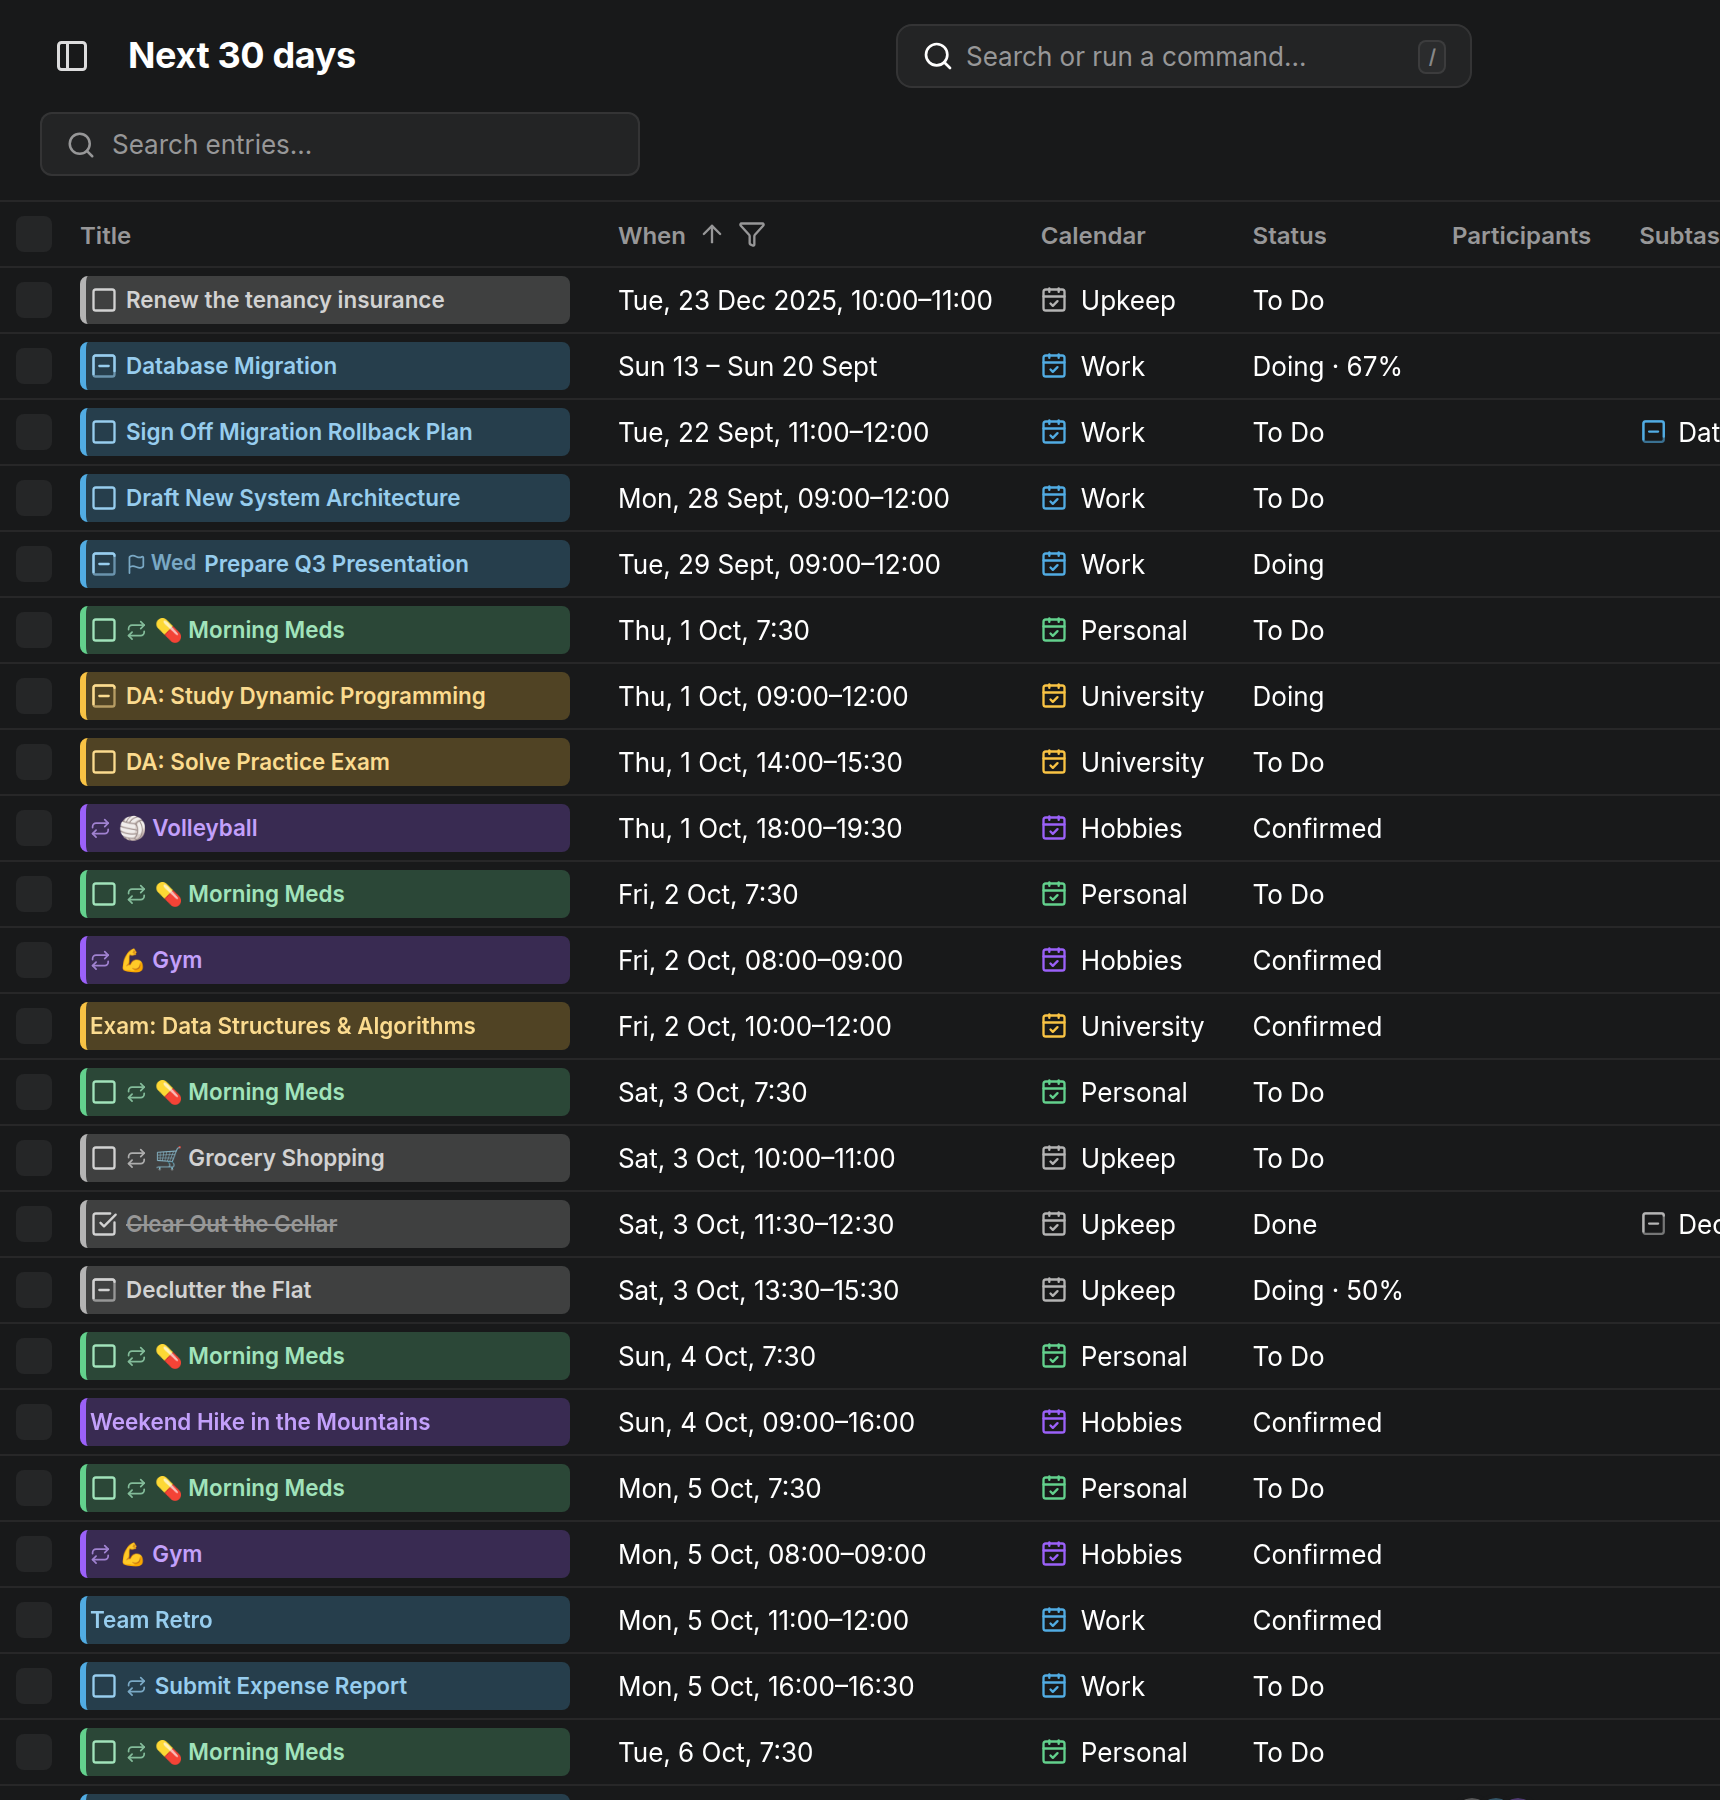 Next 30 days
Search or run a command... /
Search entries...
Title When Calendar Status Participants
Renew the tenancy insurance Tue, 23 Dec 2025, 10:00–11:00 Upkeep To Do
Database Migration Sun 13 – Sun 20 Sept Work Doing · 67%
Sign Off Migration Rollback Plan Tue, 22 Sept, 11:00–12:00 Work To Do
Draft New System Architecture Mon, 28 Sept, 09:00–12:00 Work To Do
Wed Prepare Q3 Presentation Tue, 29 Sept, 09:00–12:00 Work Doing
Morning Meds Thu, 1 Oct, 7:30 Personal To Do
DA: Study Dynamic Programming Thu, 1 Oct, 09:00–12:00 University Doing
DA: Solve Practice Exam Thu, 1 Oct, 14:00–15:30 University To Do
Volleyball Thu, 1 Oct, 18:00–19:30 Hobbies Confirmed
Morning Meds Fri, 2 Oct, 7:30 Personal To Do
Gym Fri, 2 Oct, 08:00–09:00 Hobbies Confirmed
Exam: Data Structures & Algorithms Fri, 2 Oct, 10:00–12:00 University Confirmed
Morning Meds Sat, 3 Oct, 7:30 Personal To Do
Grocery Shopping Sat, 3 Oct, 10:00–11:00 Upkeep To Do
Clear Out the Cellar Sat, 3 Oct, 11:30–12:30 Upkeep Done
Declutter the Flat Sat, 3 Oct, 13:30–15:30 Upkeep Doing · 50%
Morning Meds Sun, 4 Oct, 7:30 Personal To Do
Weekend Hike in the Mountains Sun, 4 Oct, 09:00–16:00 Hobbies Confirmed
Morning Meds Mon, 5 Oct, 7:30 Personal To Do
Gym Mon, 5 Oct, 08:00–09:00 Hobbies Confirmed
Team Retro Mon, 5 Oct, 11:00–12:00 Work Confirmed
Submit Expense Report Mon, 5 Oct, 16:00–16:30 Work To Do
Morning Meds Tue, 6 Oct, 7:30 Personal To Do